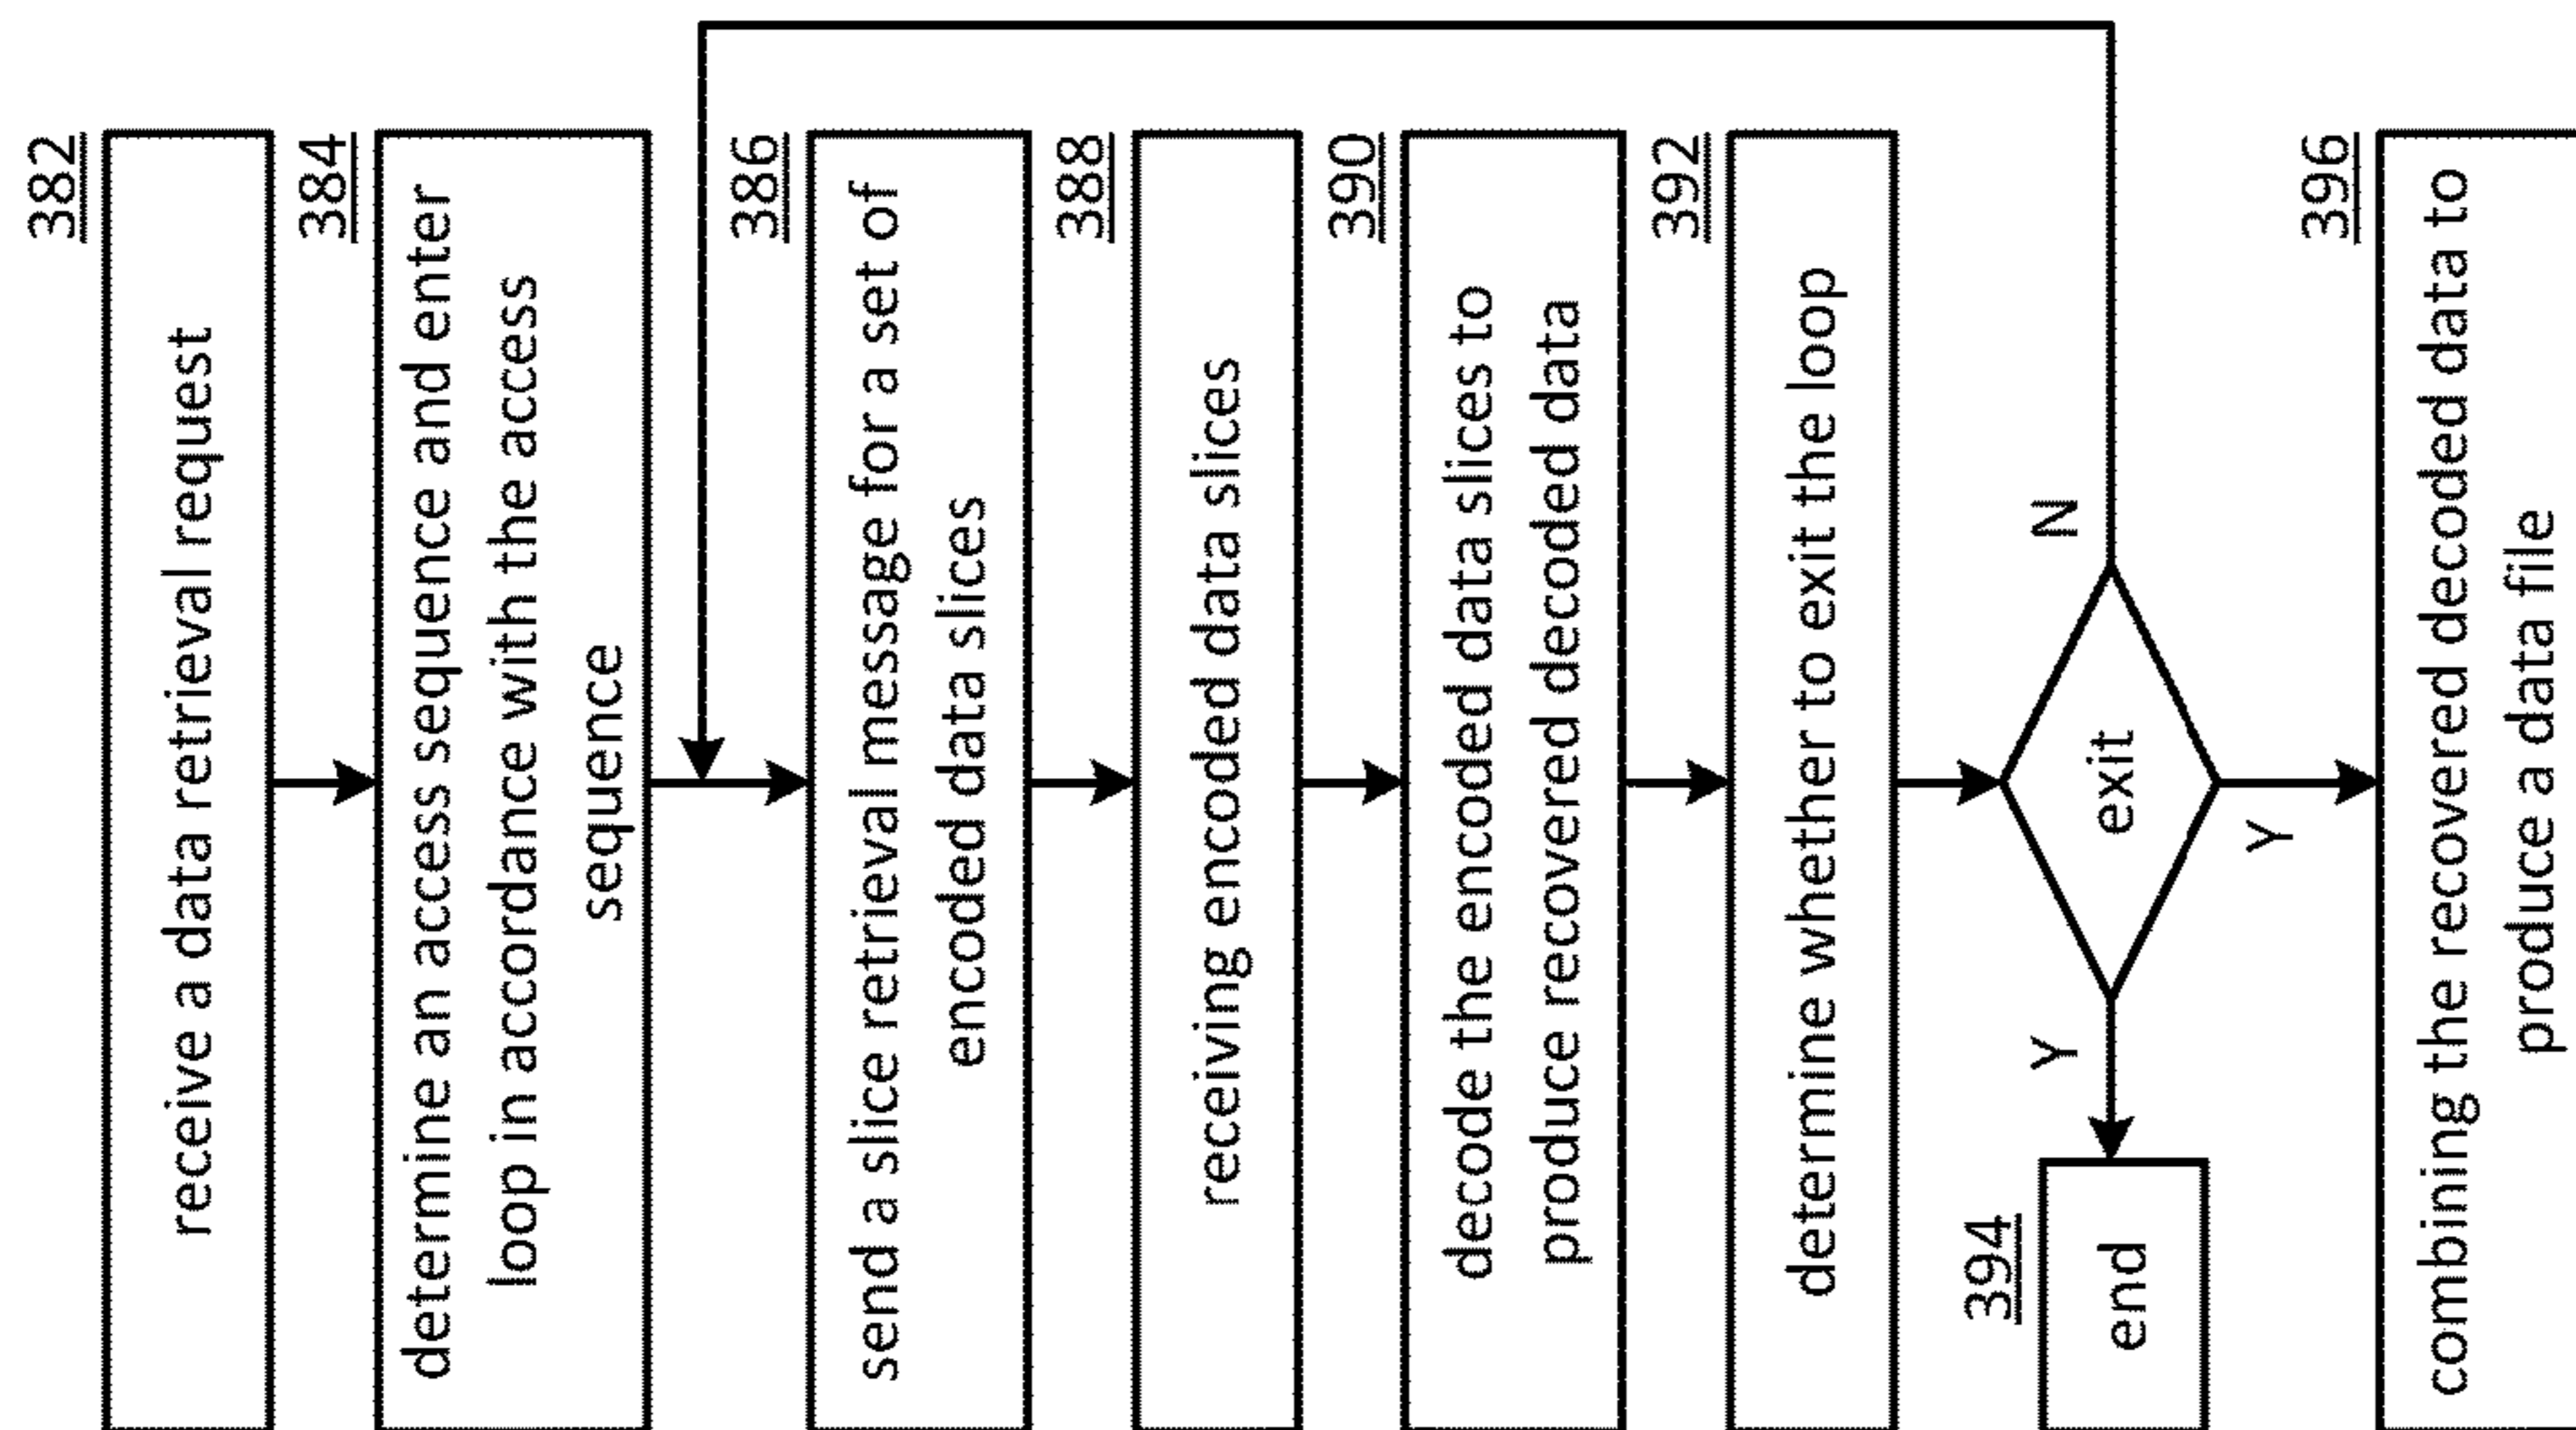 382
receive a data retrieval request
384
determine an access sequence and enter
loop in accordance with the access
sequence
386
send a slice retrieval message for a set of
encoded data slices
388
receiving encoded data slices
390
decode the encoded data slices to
produce recovered decoded data
392
determine whether to exit the loop
394
end
Y
exit
N
Y
396
combining the recovered decoded data to
produce a data file